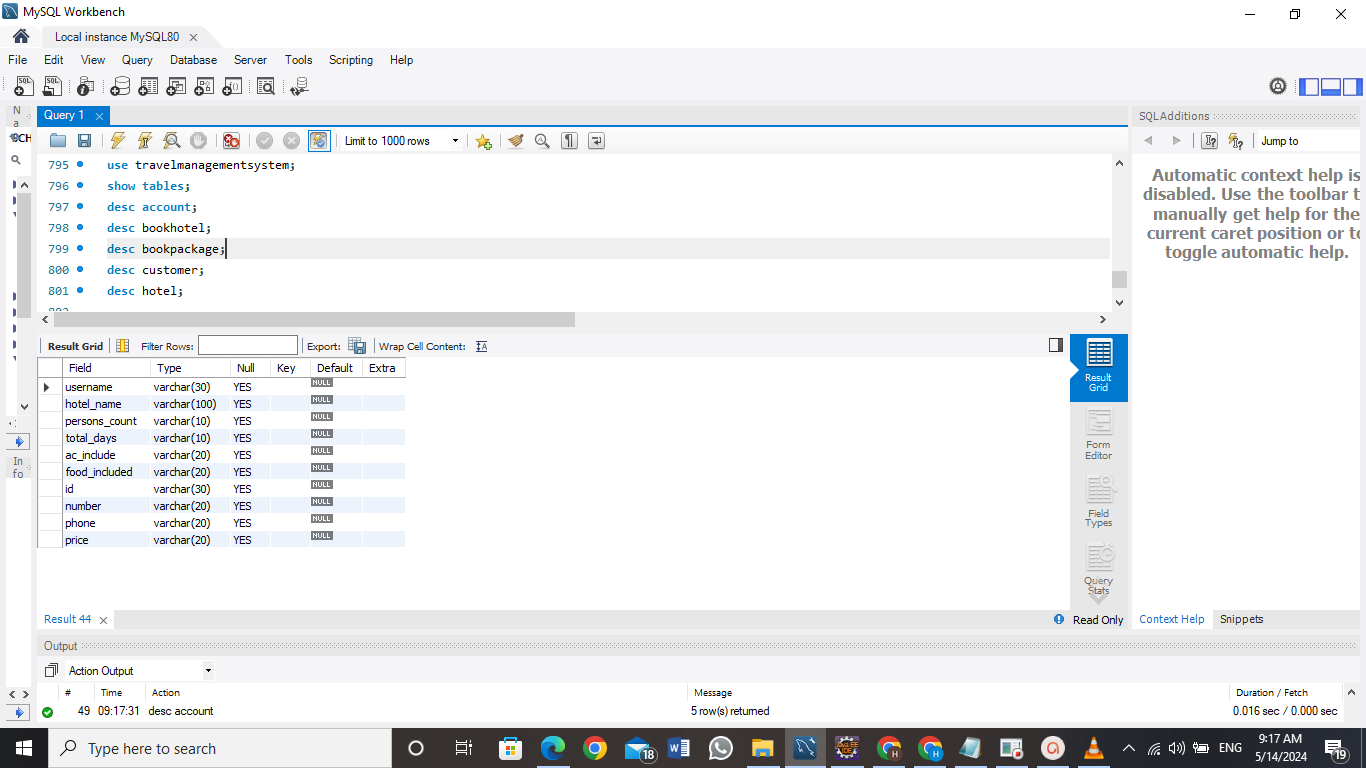 MySQL Workbench
Local instance MySQL80
File Edit View Query Database Server Tools Scripting Help
N
a
CH
Query 1
SQLAdditions
Limit to 1000 rows
Jump to
795 use travelmanagementsystem;
796 show tables;
797 desc account;
798 desc bookhotel;
799 desc bookpackage;
800 desc customer;
801 desc hotel;
802
Automatic context help is
disabled. Use the toolbar t
manually get help for the
current caret position or to
toggle automatic help.
Result Grid Filter Rows: Export: Wrap Cell Content:
Field Type Null Key Default Extra
username varchar(30) YES NULL
hotel_name varchar(100) YES NULL
persons_count varchar(10) YES NULL
total_days varchar(10) YES NULL
ac_include varchar(20) YES NULL
food_included varchar(20) YES NULL
id varchar(30) YES NULL
number varchar(20) YES NULL
phone varchar(20) YES NULL
price varchar(20) YES NULL
In
fo
Result
Grid
Form
Editor
Field
Types
Query
Stats
Result 44
Read Only
Context Help Snippets
Output
Action Output
# Time Action Message Duration / Fetch
49 09:17:31 desc account 5 row(s) returned 0.016 sec / 0.000 sec
Type here to search
18
ENG
9:17 AM
5/14/2024
19